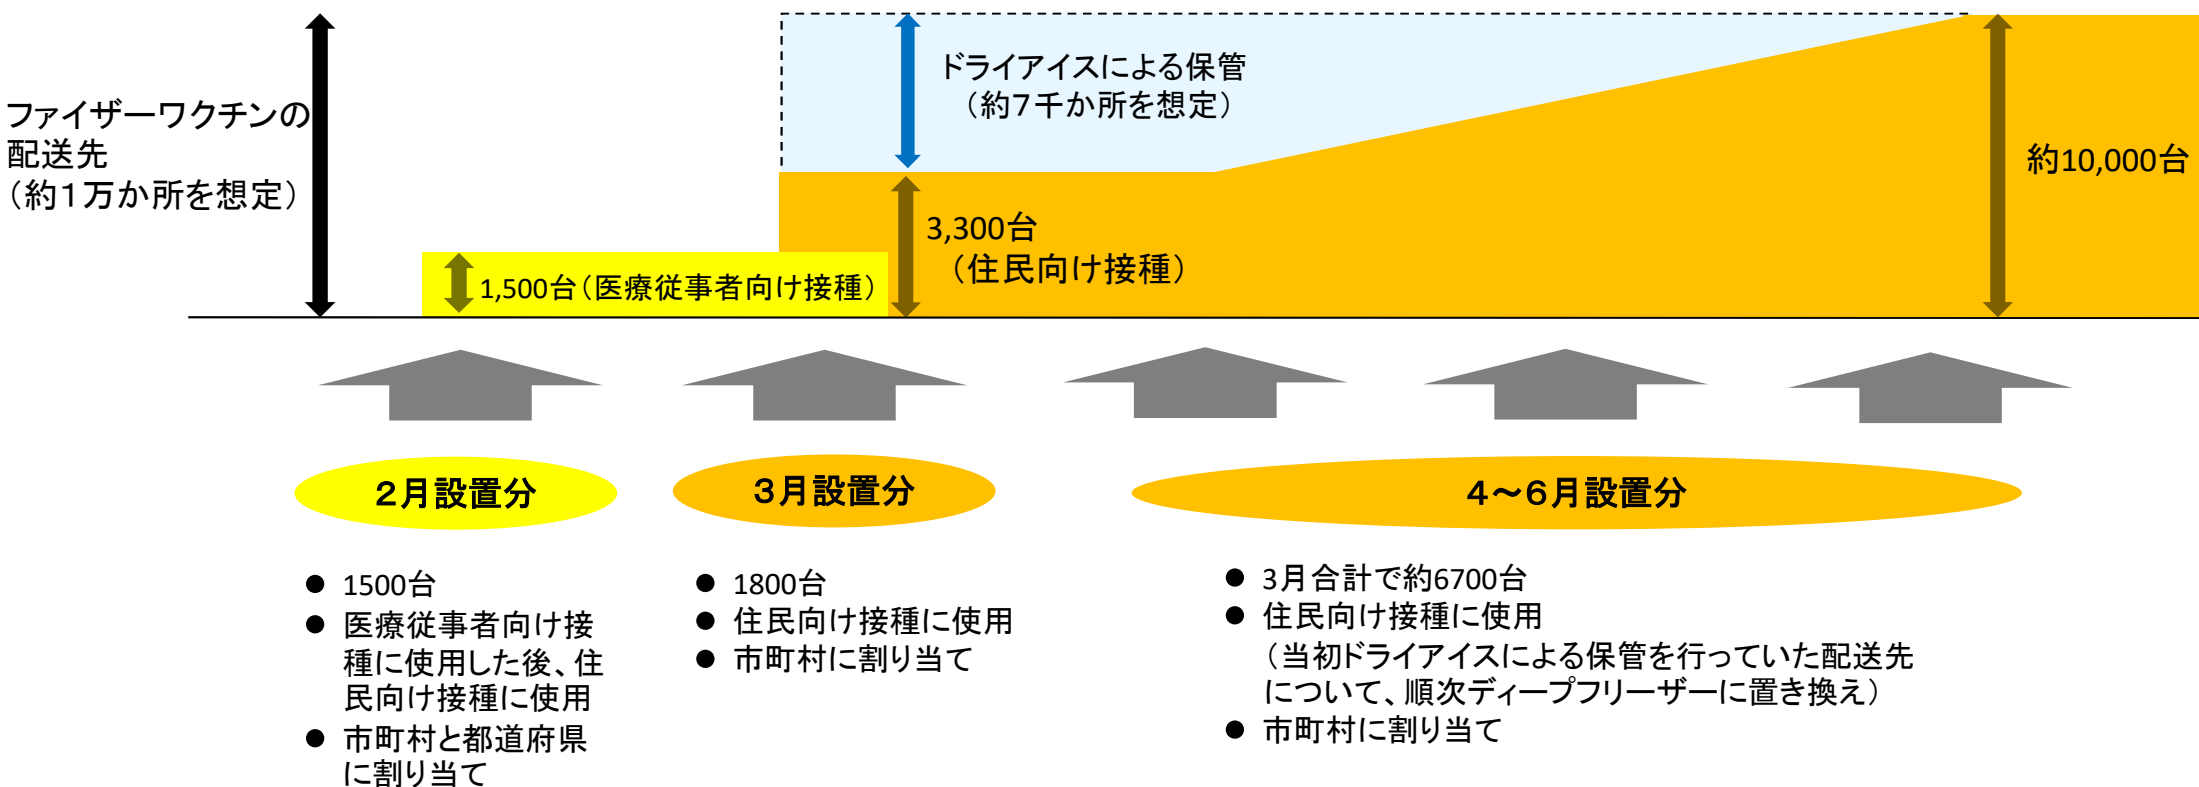 ファイザーワクチンの
配送先
（約１万か所を想定）
ドライアイスによる保管
（約７千か所を想定）
約10,000台
3,300台
（住民向け接種）
1,500台（医療従事者向け接種）
２月設置分
３月設置分
４～６月設置分
● 1500台
● 医療従事者向け接
種に使用した後、住
民向け接種に使用
● 市町村と都道府県
に割り当て
● 1800台
● 住民向け接種に使用
● 市町村に割り当て
● 3月合計で約6700台
● 住民向け接種に使用
（当初ドライアイスによる保管を行っていた配送先
について、順次ディープフリーザーに置き換え）
● 市町村に割り当て